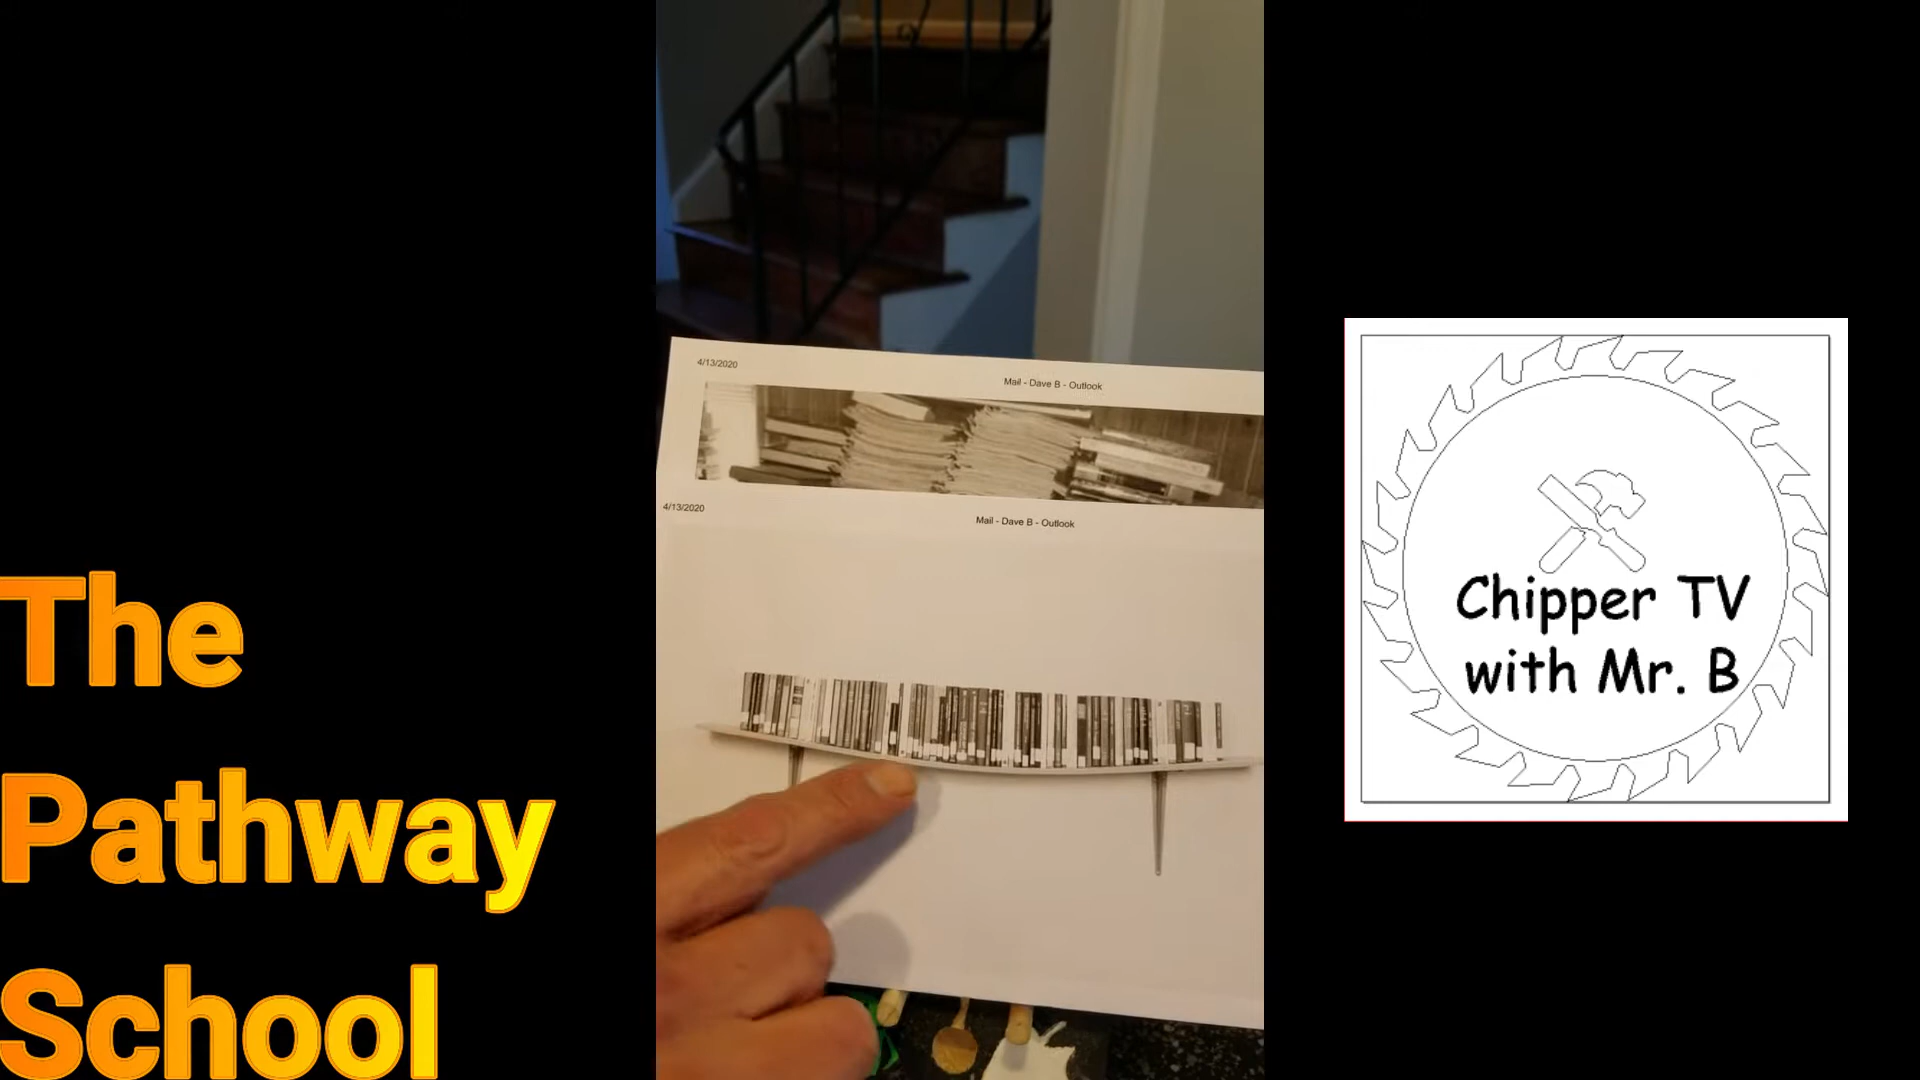 The
Pathway
School
4/13/2020
Mail - Dave B - Outlook
4/13/2020
Mail - Dave B - Outlook
Chipper TV
with Mr. B